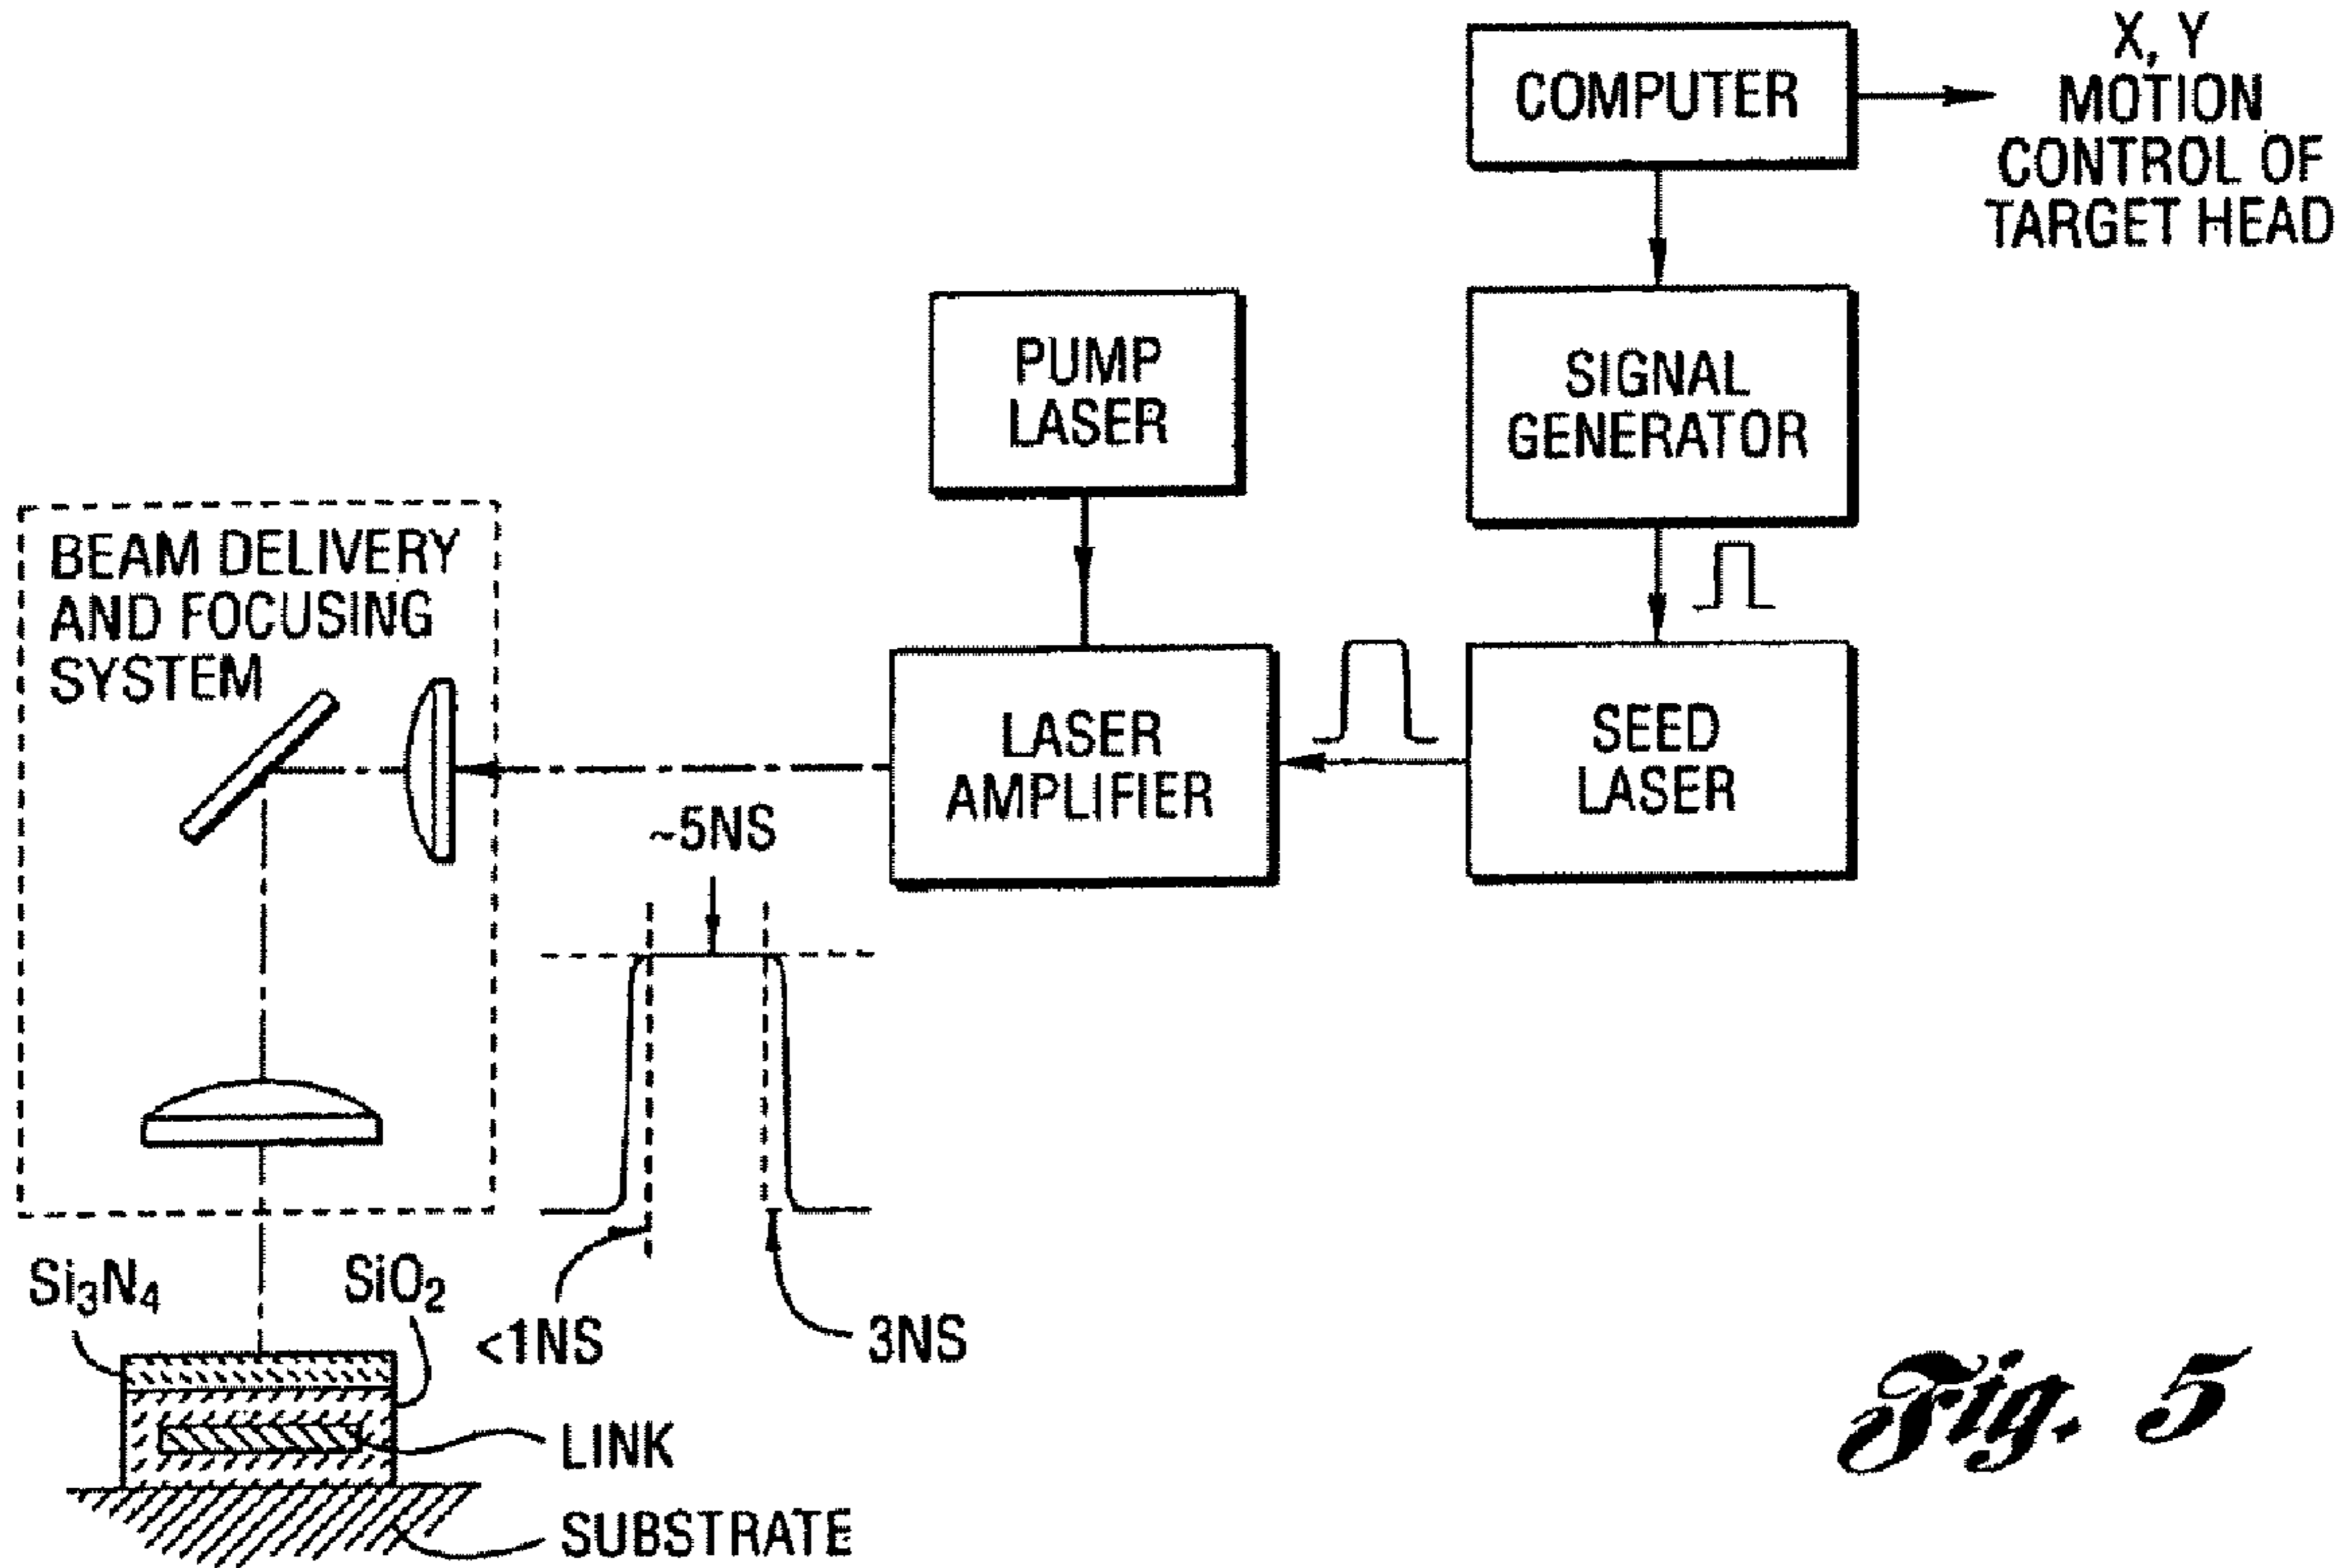 COMPUTER
X, Y
MOTION
CONTROL OF
TARGET HEAD
PUMP
LASER
SIGNAL
GENERATOR
BEAM DELIVERY
AND FOCUSING
SYSTEM
LASER
AMPLIFIER
SEED
LASER
~5NS
Si₃N₄
SiO₂
<1NS
3NS
LINK
SUBSTRATE
Fig. 5